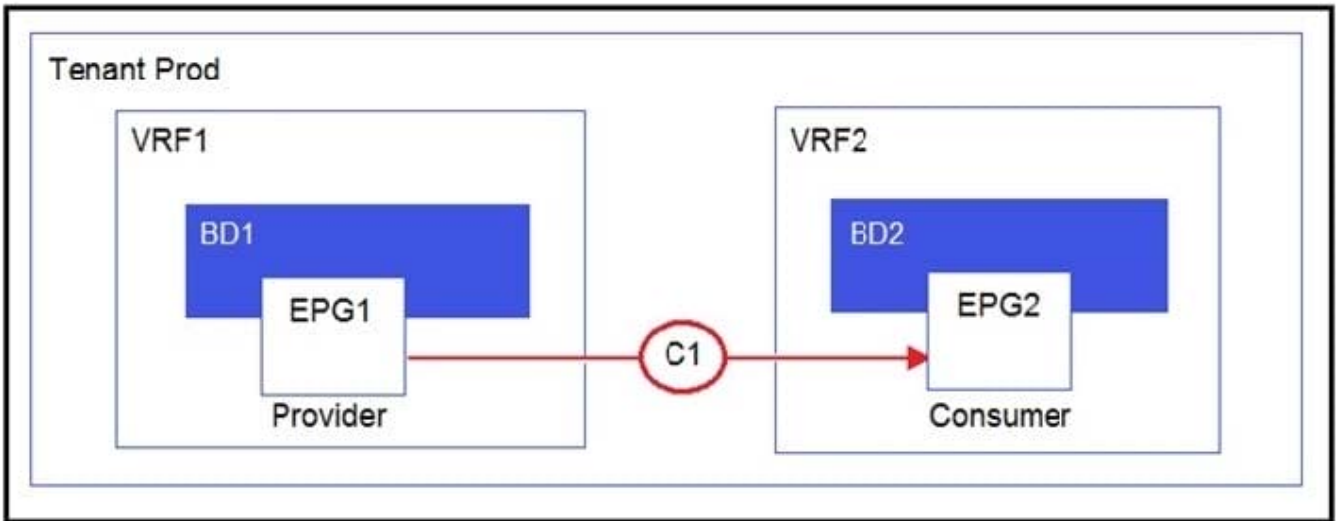 Tenant Prod
VRF1
VRF2
BD1
BD2
EPG1
EPG2
C1
Provider
Consumer